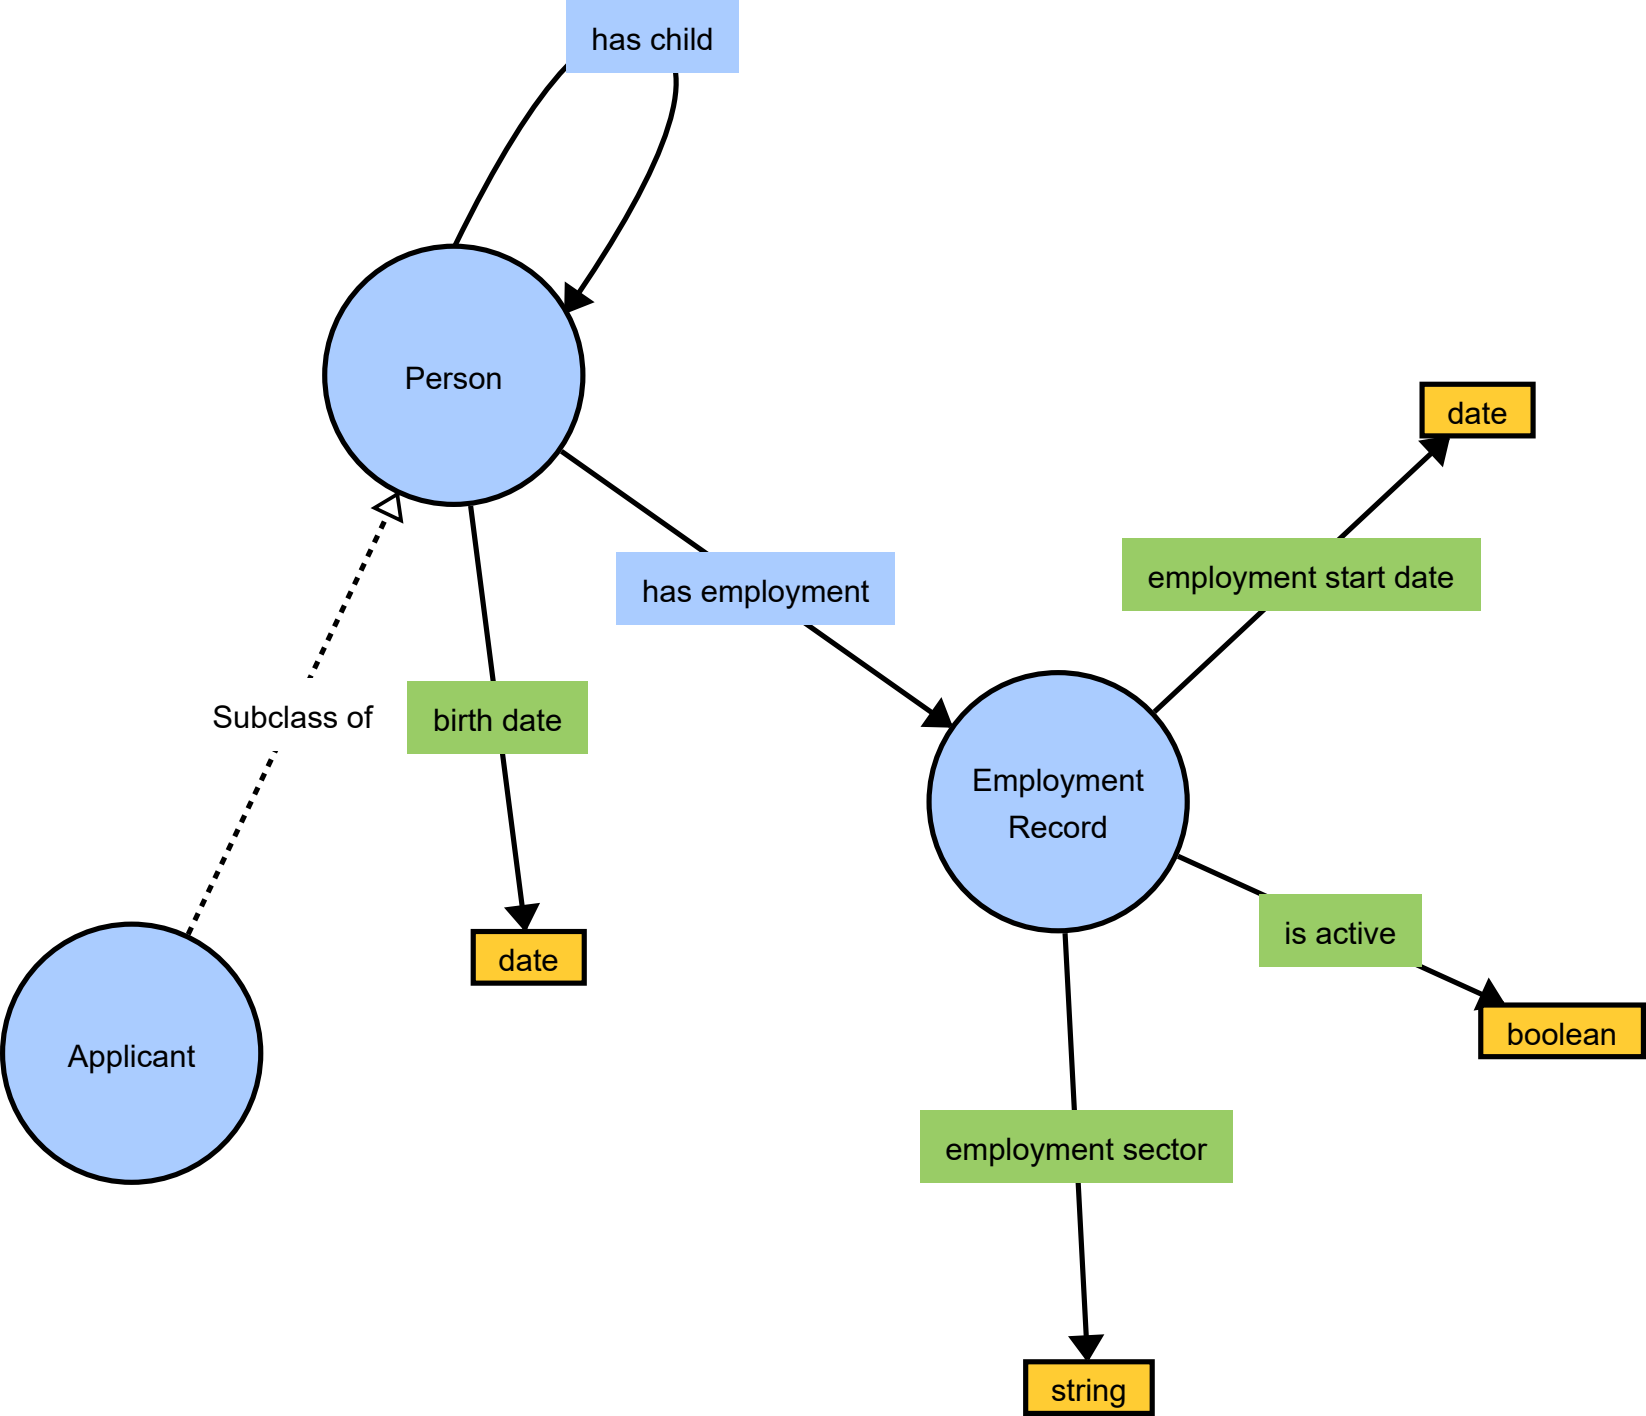 has child
Person
date
employment start date
has employment
Subclass of
birth date
Employment
Record
is active
date
boolean
Applicant
employment sector
string